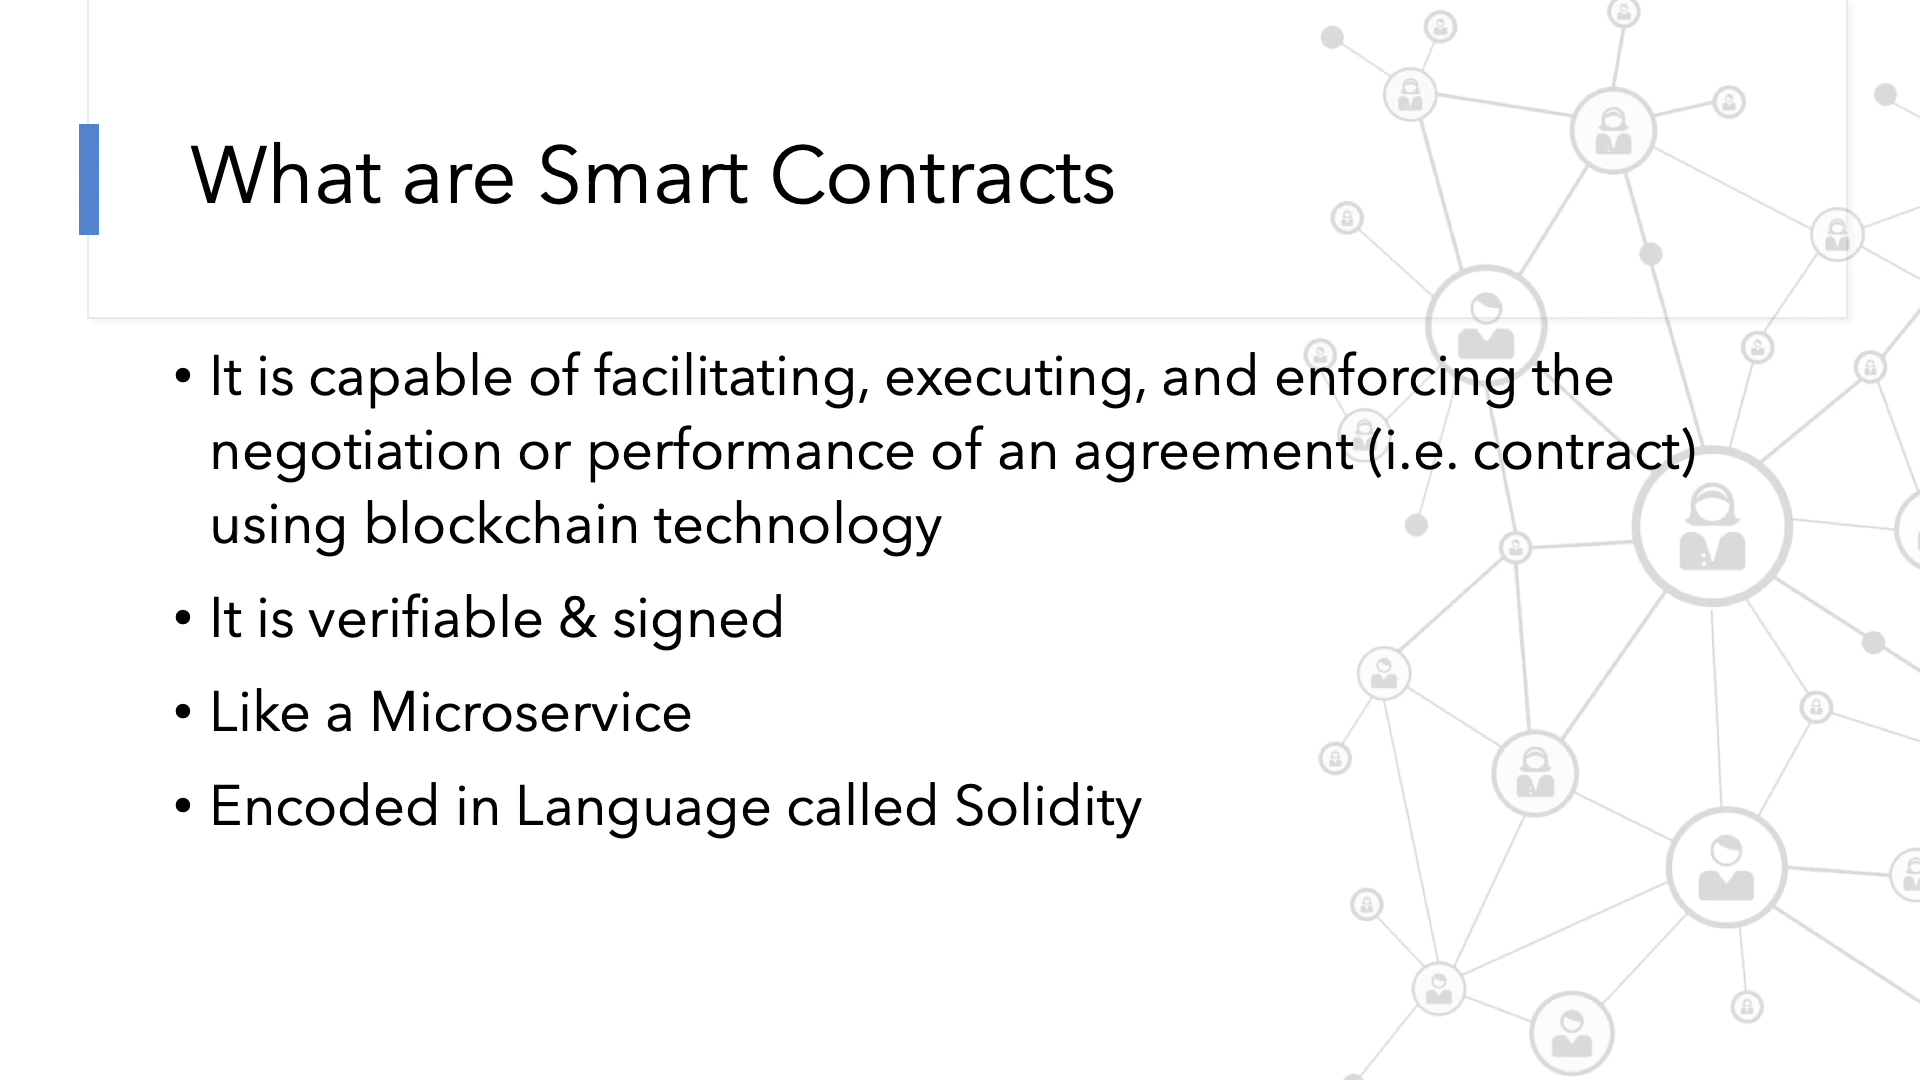 What are Smart Contracts
• It is capable of facilitating, executing, and enforcing the
negotiation or performance of an agreement (i.e. contract)
using blockchain technology
• It is verifiable & signed
• Like a Microservice
• Encoded in Language called Solidity